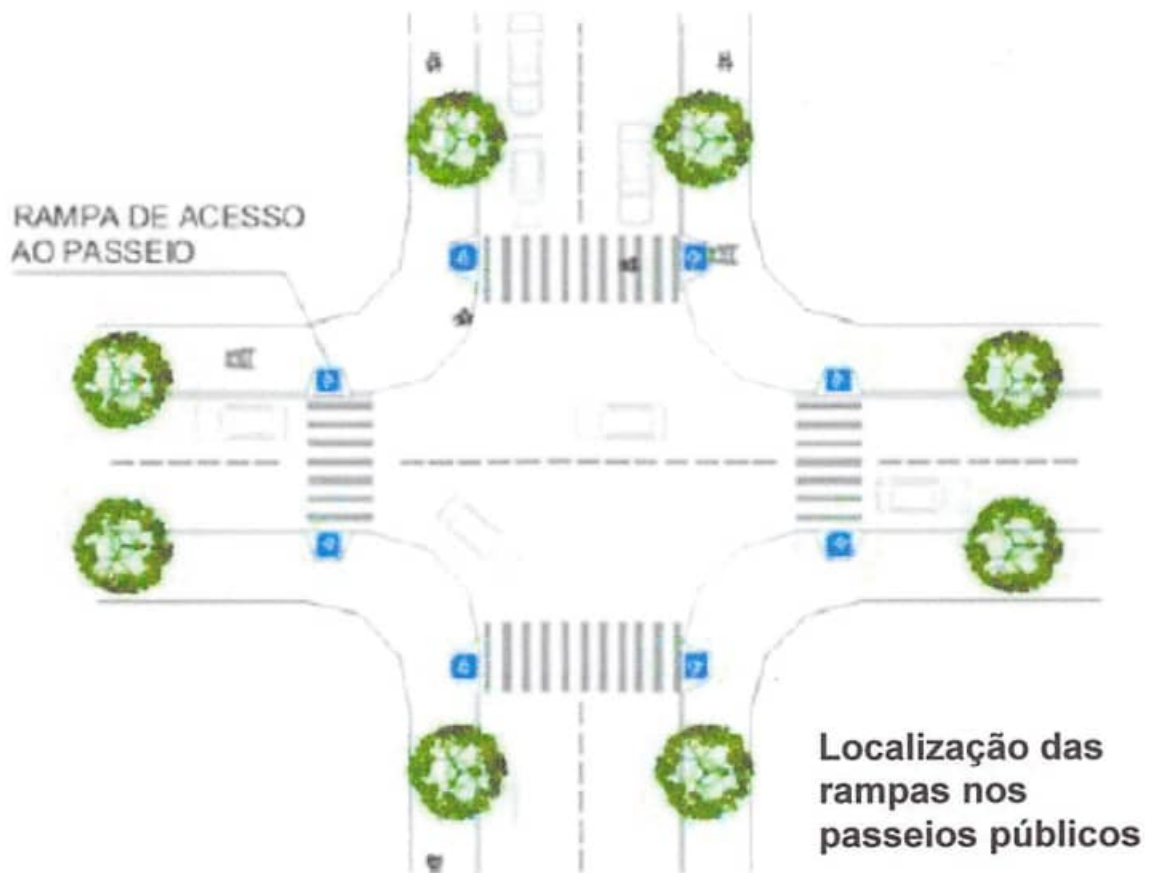 RAMPA DE ACESSO
AO PASSEIO
Localização das
rampas nos
passeios públicos